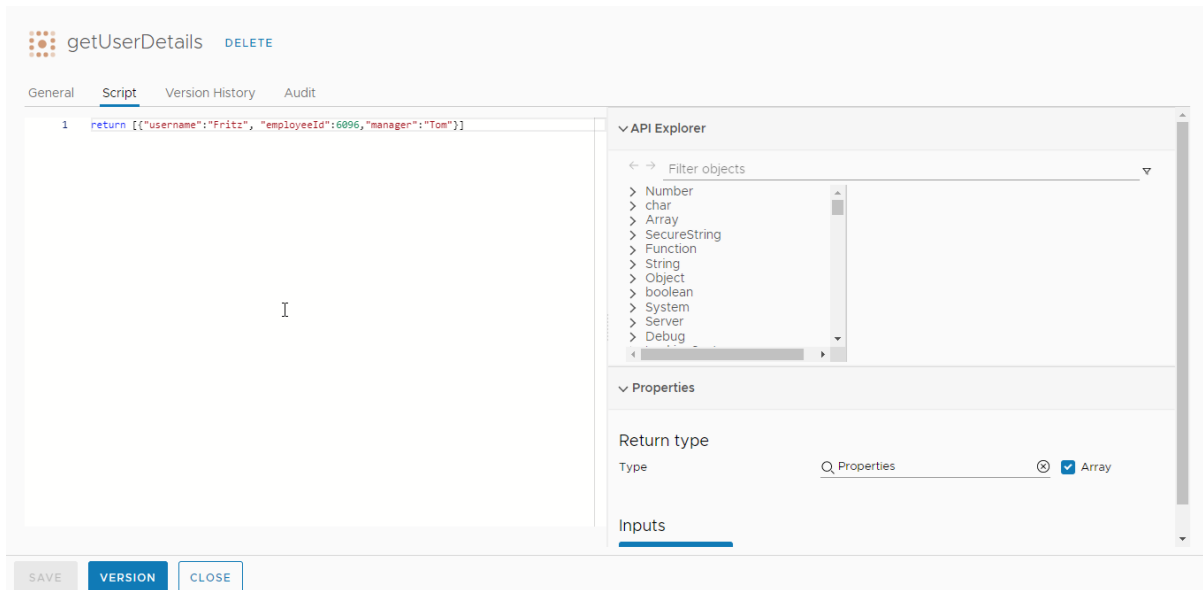 getUserDetails DELETE
General Script Version History Audit
1 return [{"username":"Fritz", "employeeId":6096,"manager":"Tom"}]
API Explorer
Filter objects
Number
char
Array
SecureString
Function
String
Object
boolean
System
Server
Debug
Properties
Return type
Type Properties Array
Inputs
SAVE VERSION CLOSE